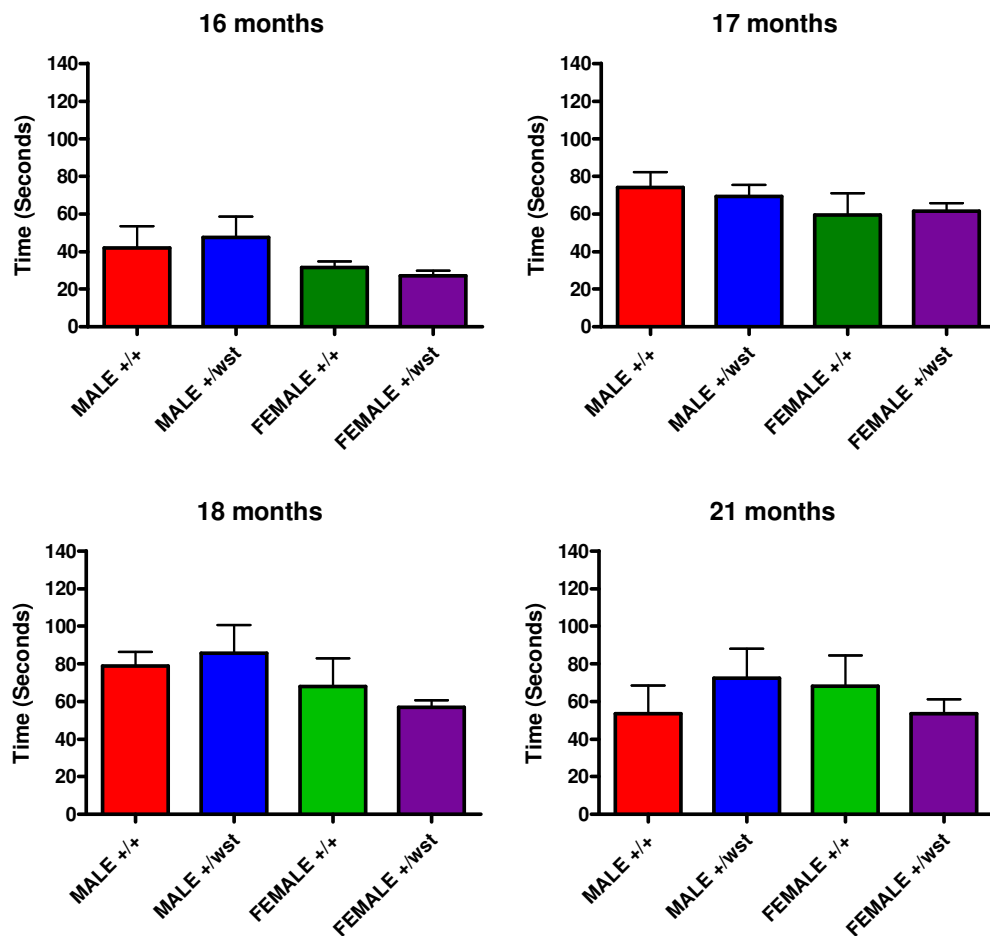 16 months
140
120
100
80
60
40
20
0
Time (Seconds)
MALE +/+
MALE +/wst
FEMALE +/+
FEMALE +/wst
17 months
140
120
100
80
60
40
20
0
Time (Seconds)
MALE +/+
MALE +/wst
FEMALE +/+
FEMALE +/wst
18 months
140
120
100
80
60
40
20
0
Time (Seconds)
MALE +/+
MALE +/wst
FEMALE +/+
FEMALE +/wst
21 months
140
120
100
80
60
40
20
0
Time (Seconds)
MALE +/+
MALE +/wst
FEMALE +/+
FEMALE +/wst